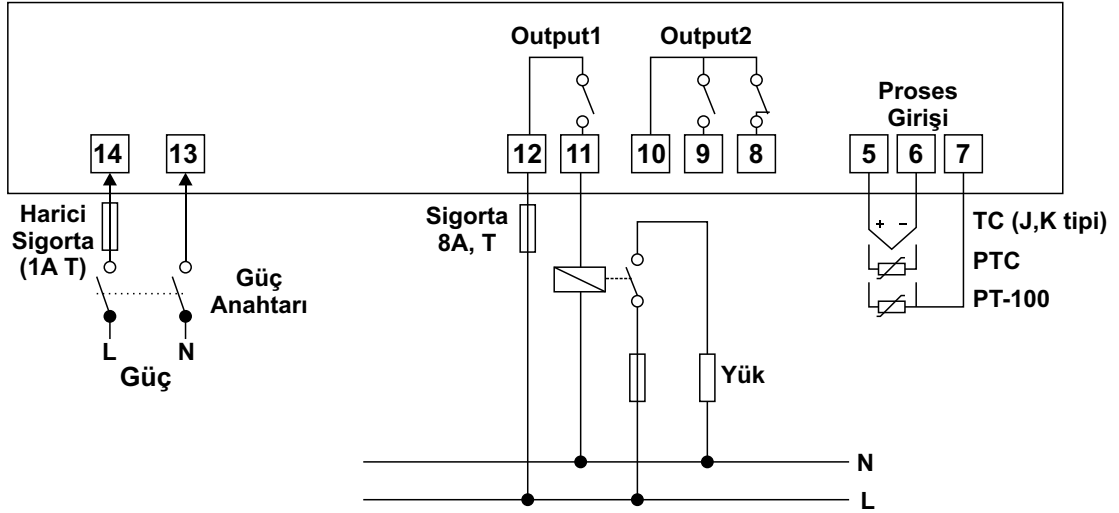 Output1
Output2
Proses
Girişi
14
13
12
11
10
9
8
5
6
7
Harici
Sigorta
(1A T)
Güç
Anahtarı
L
N
Güç
Sigorta
8A, T
+
-
TC (J,K tipi)
PTC
PT-100
Yük
N
L